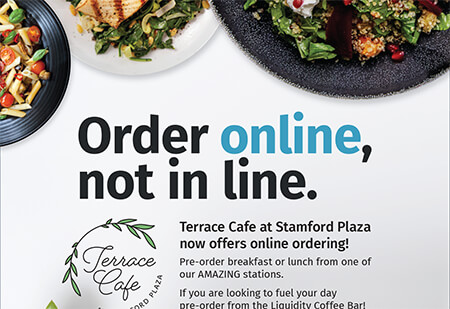 Order online,
not in line.
Terrace Cafe at Stamford Plaza
now offers online ordering!
Pre-order breakfast or lunch from one of
our AMAZING stations.
If you are looking to fuel your day
pre-order from the Liquidity Coffee Bar!
Terrace
Cafe
PLAZA